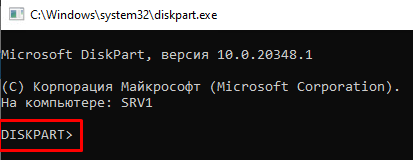 C:\Windows\system32\diskpart.exe
Microsoft DiskPart, версия 10.0.20348.1
(C) Корпорация Майкрософт (Microsoft Corporation).
На компьютере: SRV1
DISKPART>